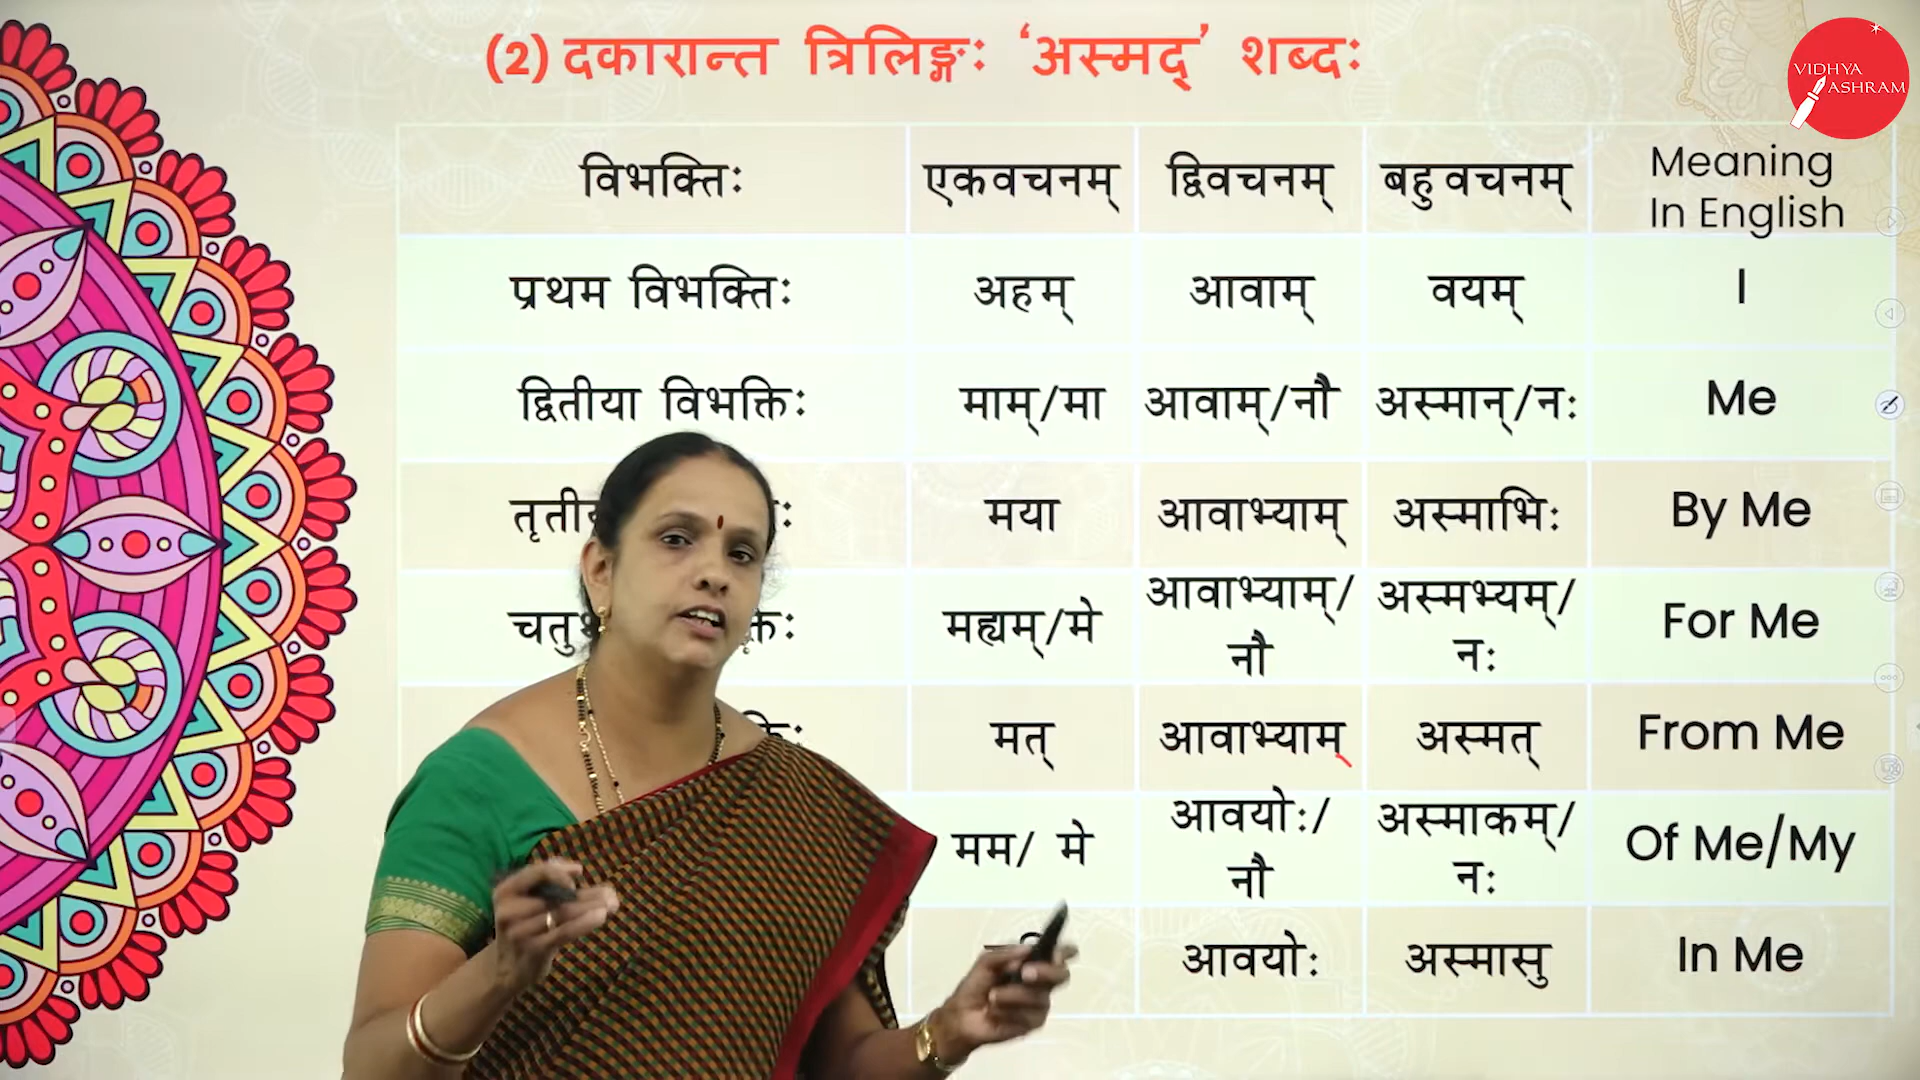 (2) दकारान्त त्रिलिङ्गः ‘अस्मद्’ शब्दः
VIDHYA
ASHRAM
विभक्तिः एकवचनम् द्विवचनम् बहुवचनम् Meaning
In English
प्रथम विभक्तिः अहम् आवाम् वयम् I
द्वितीया विभक्तिः माम्/मा आवाम्/नौ अस्मान्/नः Me
मया आवाभ्याम् अस्माभिः By Me
मह्यम्/मे आवाभ्याम्/ अस्मभ्यम्/ For Me
नौ नः
मत् आवाभ्याम् अस्मत् From Me
मम/ मे आवयोः/ अस्माकम्/ Of Me/My
नौ नः
आवयोः अस्मासु In Me